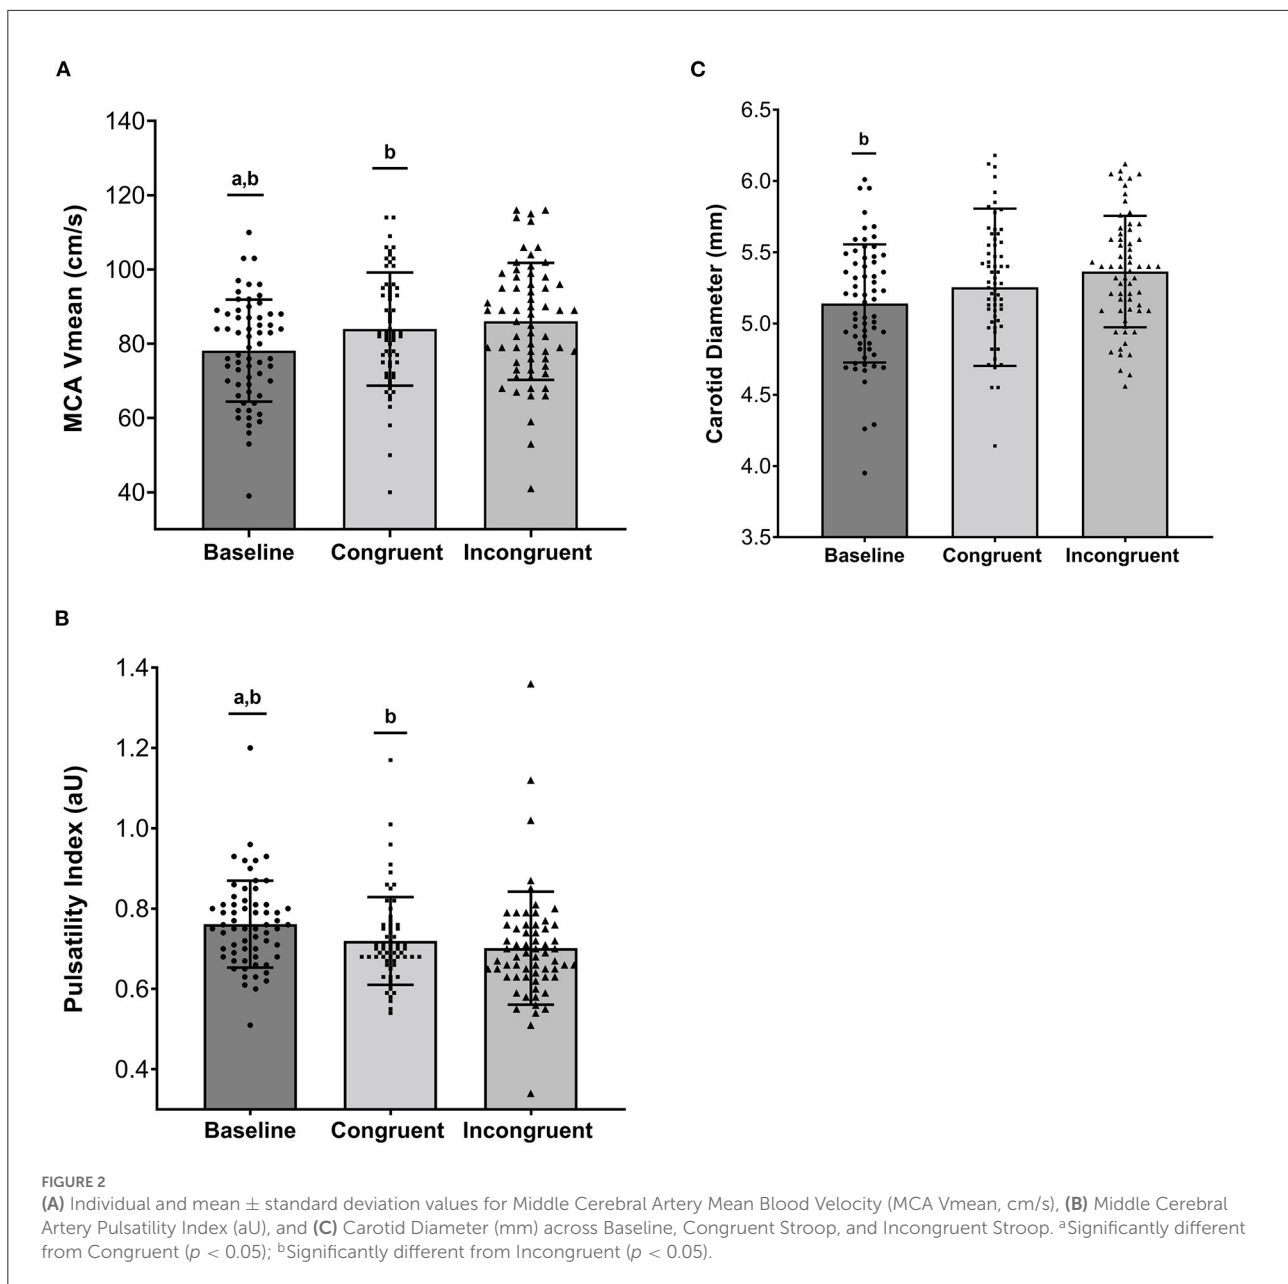 A
MCA Vmean (cm/s)
140
120
100
80
60
40
a,b
b
Baseline Congruent Incongruent
C
Carotid Diameter (mm)
6.5
6.0
5.5
5.0
4.5
4.0
3.5
b
Baseline Congruent Incongruent
B
Pulsatility Index (aU)
1.4
1.2
1.0
0.8
0.6
0.4
a,b
b
Baseline Congruent Incongruent
FIGURE 2
(A) Individual and mean ± standard deviation values for Middle Cerebral Artery Mean Blood Velocity (MCA Vmean, cm/s), (B) Middle Cerebral
Artery Pulsatility Index (aU), and (C) Carotid Diameter (mm) across Baseline, Congruent Stroop, and Incongruent Stroop. ᵃSignificantly different
from Congruent (p < 0.05); ᵇSignificantly different from Incongruent (p < 0.05).